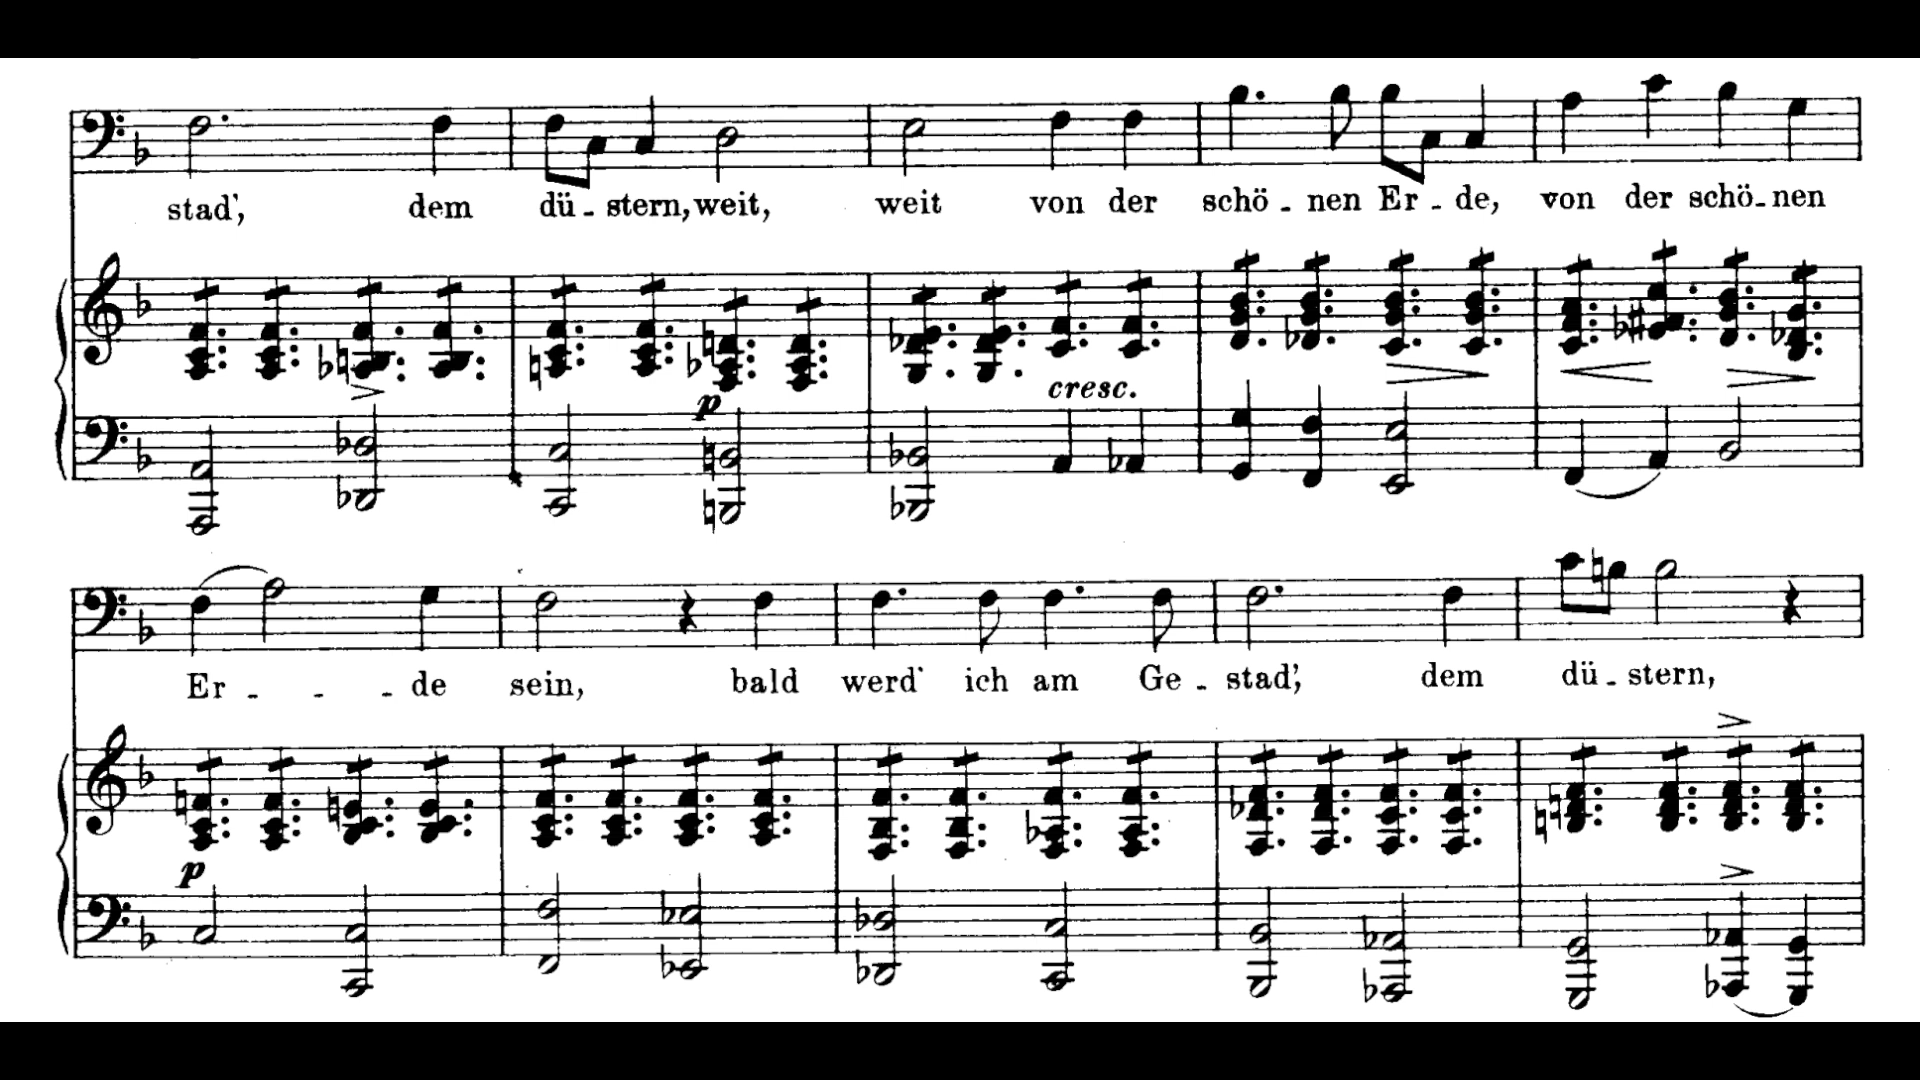 stad', dem dü - stern, weit, weit von der schö - nen Er - de, von der schö - nen
cresc.
p
Er - - - de sein, bald werd' ich am Ge - stad', dem dü - stern,
p